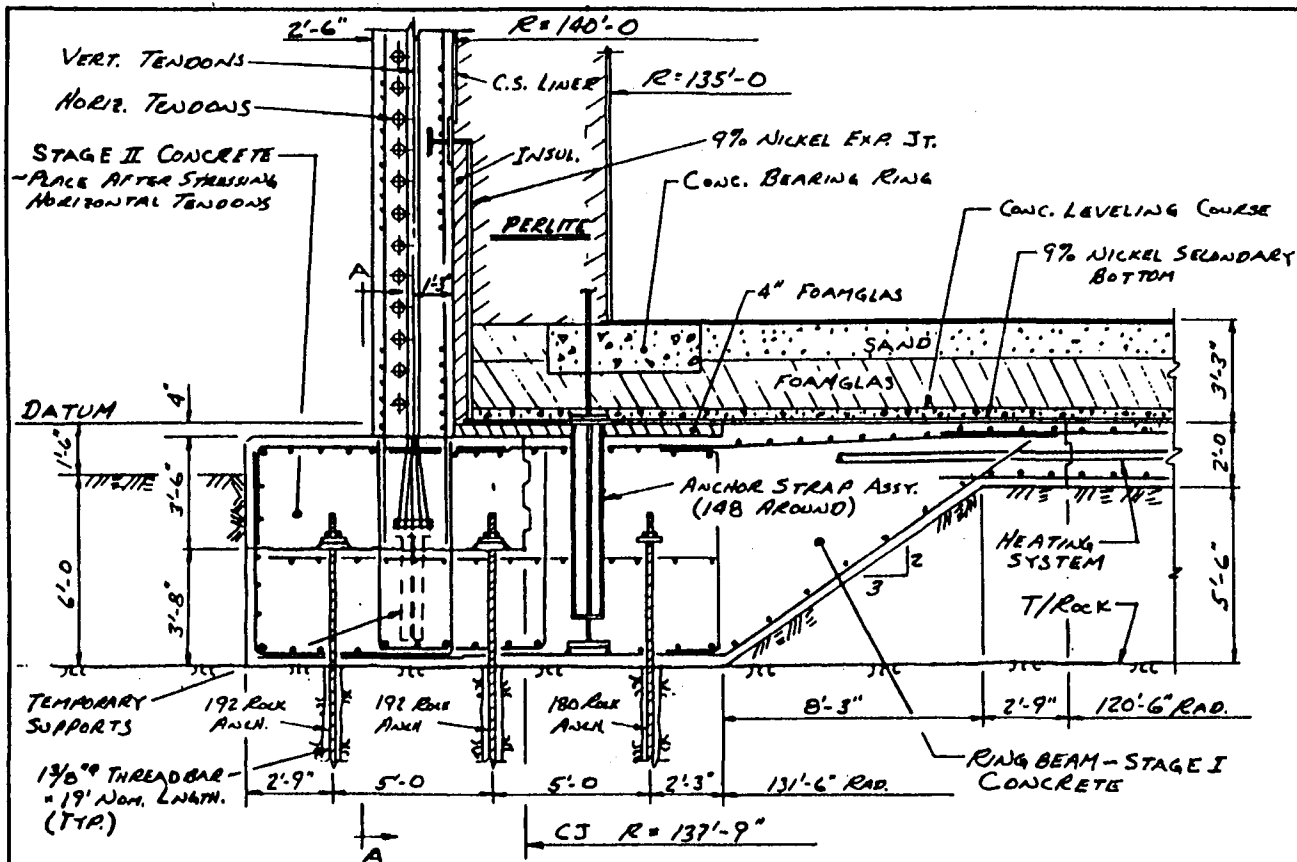 2'-6"
R = 140'-0
VERT. TENDONS
C.S. LINER
R = 135'-0
HORIZ. TENDONS
9% NICKEL EXP. JT.
STAGE II CONCRETE
~PLACE AFTER STRESSING
HORIZONTAL TENDONS
INSUL.
CONC. BEARING RING
PERLITE
CONC. LEVELING COURSE
9% NICKEL SECONDARY
BOTTOM
A
4" FOAMGLAS
SAND
FOAMGLAS
3'-3"
4"
DATUM
1'-6"
3'-6"
2'-0
ANCHOR STRAP ASSY.
(148 AROUND)
HEATING
SYSTEM
2
3
6'-0
3'-8"
5'-6"
T/ROCK
TEMPORARY
SUPPORTS
192 ROCK
ANCH.
192 ROCK
ANCH
180 ROCK
ANCH
8'-3"
2'-9"
120'-6" RAD.
1 3/8"φ THREADBAR
× 19' NOM. LNGTH.
(TYP.)
2'-9"
5'-0
5'-0
2'-3"
131'-6" RAD.
RING BEAM ~ STAGE I
CONCRETE
CJ R = 137'-9"
A